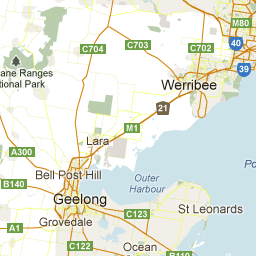 M80
C704
C703
C702
40
ane Ranges
tional Park
39
Werribee
21
M1
Lara
A300
Bell Post Hill
Outer
Harbour
B140
Geelong
St Leonards
C123
Grovedale
A1
C122
Ocean
B110